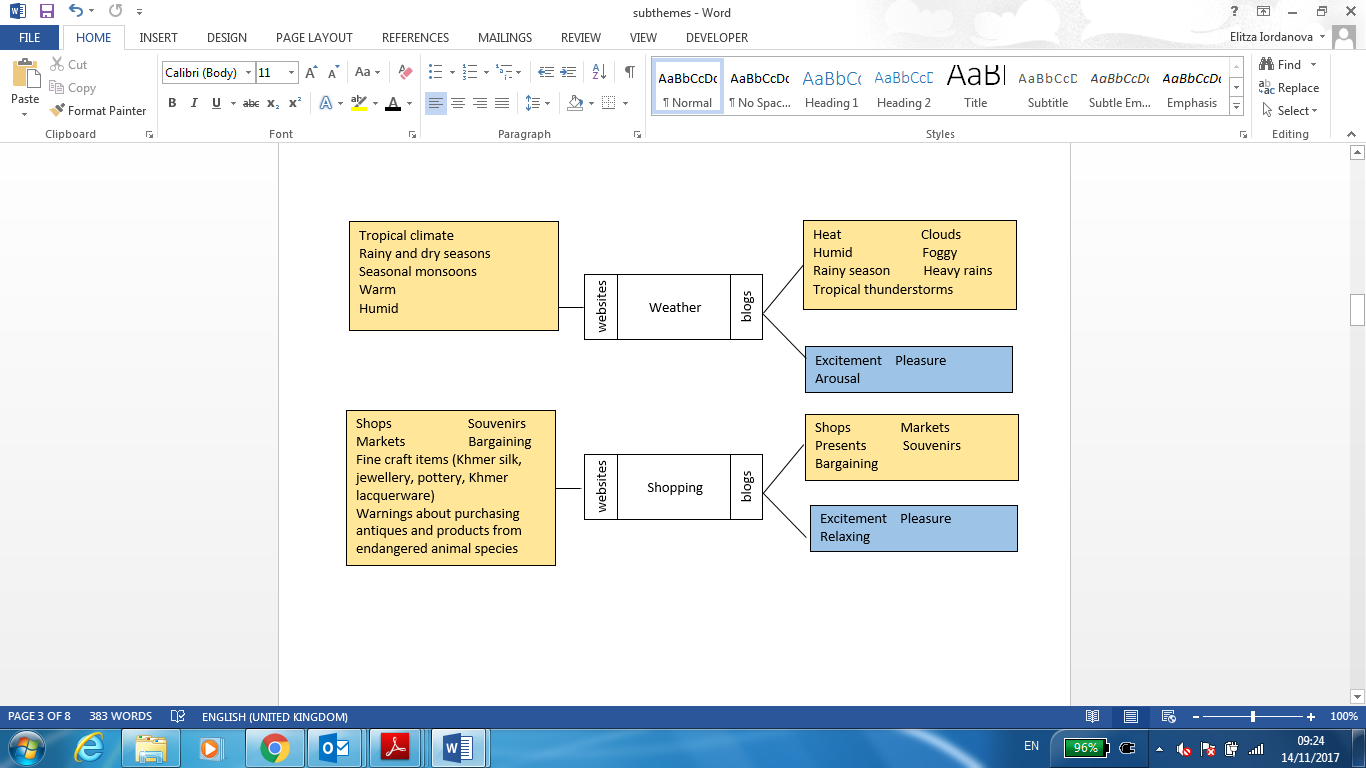 subthemes - Word
FILE HOME INSERT DESIGN PAGE LAYOUT REFERENCES MAILINGS REVIEW VIEW DEVELOPER
Elitza Iordanova
Paste
Cut
Copy
Format Painter
Clipboard
Calibri (Body) 11
Font
Paragraph
AaBbCcDc AaBbCcDc AaBbCc AaBbCcD AaBl AaBbCcD AaBbCcDc AaBbCcDc
¶ Normal ¶ No Spac... Heading 1 Heading 2 Title Subtitle Subtle Em... Emphasis
Styles
Find
Replace
Select
Editing
Tropical climate
Rainy and dry seasons
Seasonal monsoons
Warm
Humid
websites
Weather
blogs
Heat Clouds
Humid Foggy
Rainy season Heavy rains
Tropical thunderstorms
Excitement Pleasure
Arousal
Shops Souvenirs
Markets Bargaining
Fine craft items (Khmer silk,
jewellery, pottery, Khmer
lacquerware)
Warnings about purchasing
antiques and products from
endangered animal species
websites
Shopping
blogs
Shops Markets
Presents Souvenirs
Bargaining
Excitement Pleasure
Relaxing
PAGE 3 OF 8 383 WORDS ENGLISH (UNITED KINGDOM)
100%
EN
96%
09:24
14/11/2017